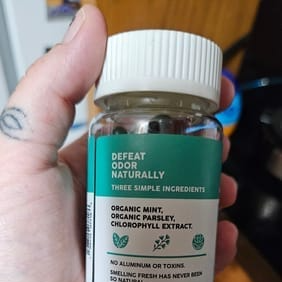 DEFEAT
ODOR
NATURALLY
THREE SIMPLE INGREDIENTS
ORGANIC MINT,
ORGANIC PARSLEY,
CHLOROPHYLL EXTRACT.
NO ALUMINUM OR TOXINS.
SMELLING FRESH HAS NEVER BEEN
SO NATURAL